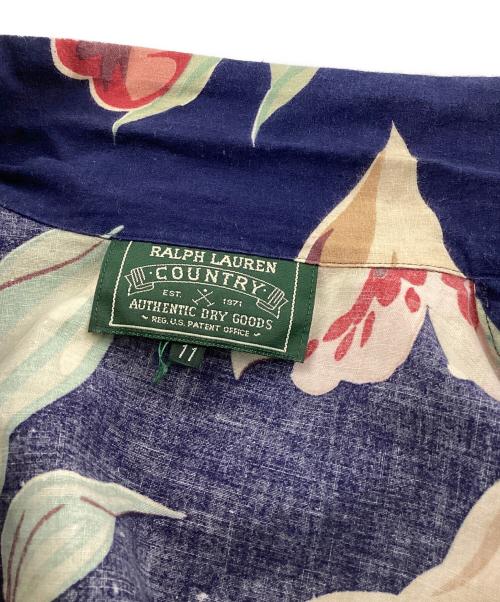 RALPH LAUREN
· COUNTRY ·
EST. 1971
AUTHENTIC DRY GOODS
- REG. U.S. PATENT OFFICE -
11